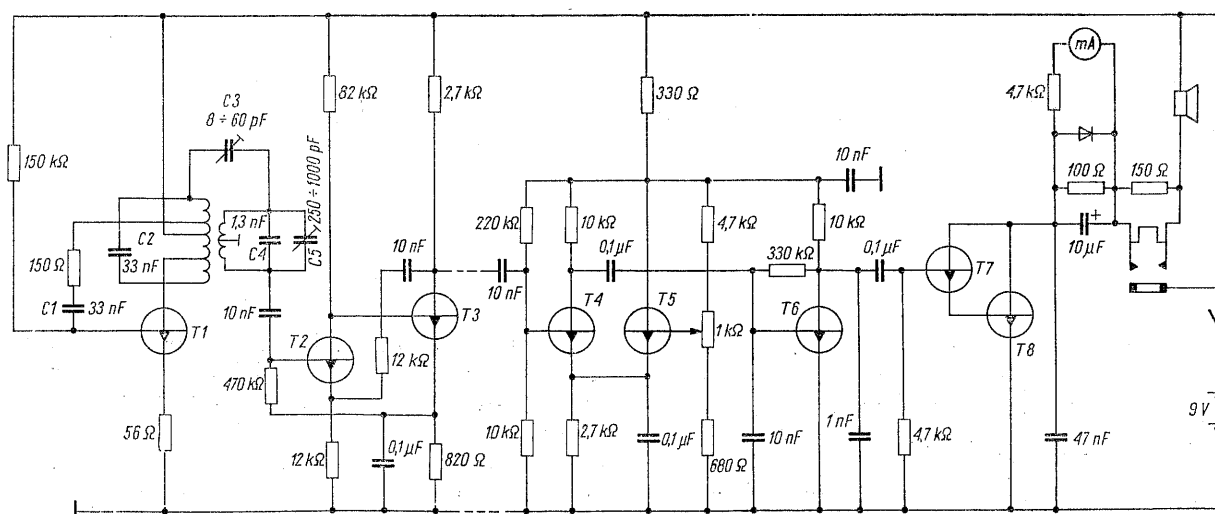 150 kΩ
150 Ω
C1
33 nF
C2
33 nF
T1
56 Ω
C3
8 ÷ 60 pF
1,3 nF
C4
C5
250 ÷ 1000 pF
10 nF
470 kΩ
82 kΩ
T2
12 kΩ
0,1 µF
10 nF
12 kΩ
2,7 kΩ
T3
820 Ω
10 nF
220 kΩ
10 kΩ
10 kΩ
0,1 µF
T4
2,7 kΩ
330 Ω
T5
0,1 µF
4,7 kΩ
1 kΩ
680 Ω
10 nF
10 nF
330 kΩ
10 kΩ
T6
1 nF
0,1 µF
4,7 kΩ
T7
T8
mA
4,7 kΩ
100 Ω
150 Ω
10 µF
+
47 nF
9 V